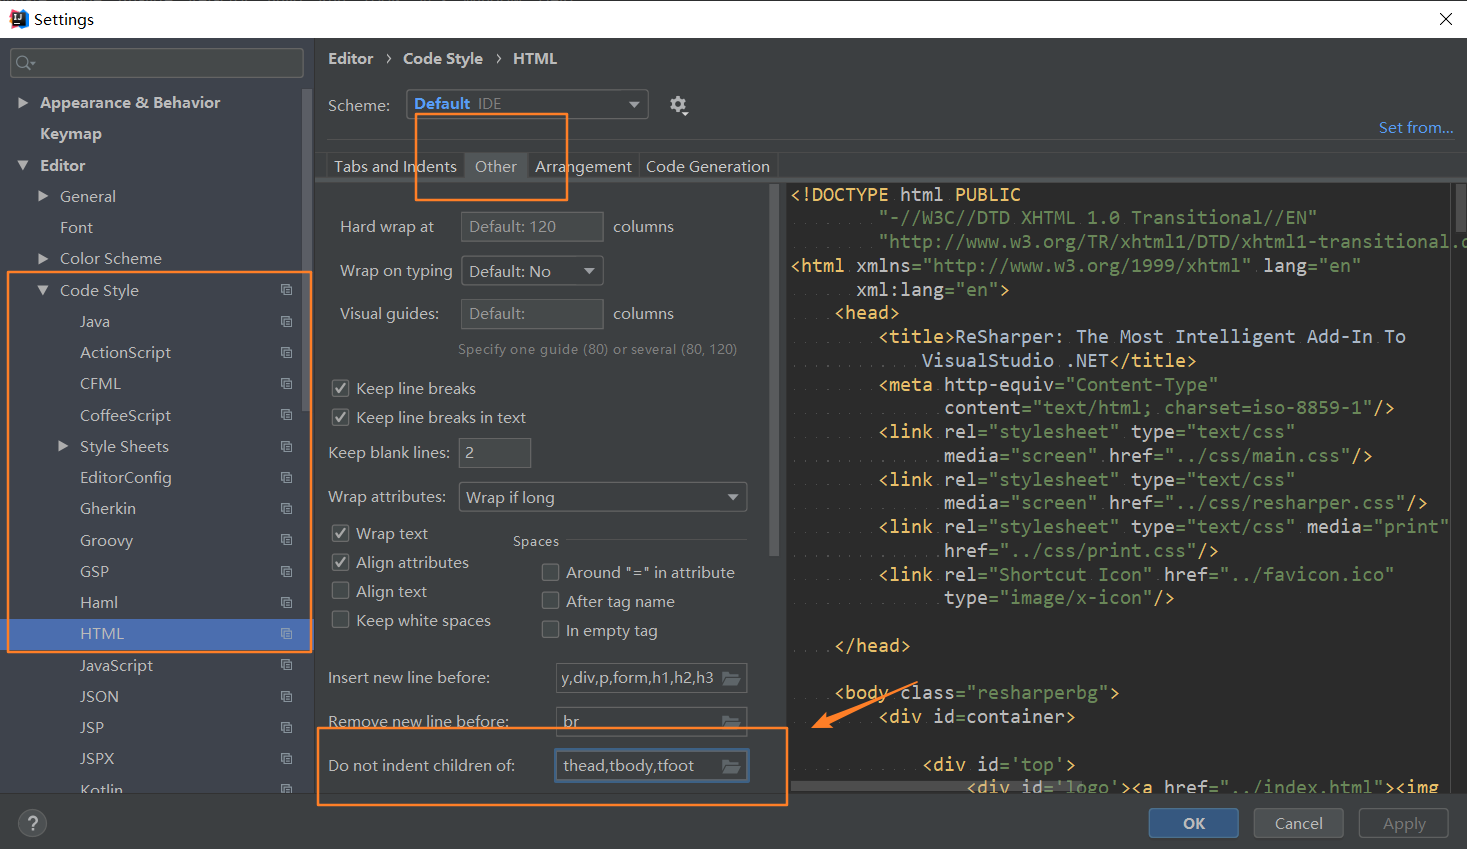 Settings
Appearance & Behavior
Keymap
Editor
General
Font
Color Scheme
Code Style
Java
ActionScript
CFML
CoffeeScript
Style Sheets
EditorConfig
Gherkin
Groovy
GSP
Haml
HTML
JavaScript
JSON
JSP
JSPX
Kotlin
Editor › Code Style › HTML
Scheme: Default IDE
Set from...
Tabs and Indents Other Arrangement Code Generation
Hard wrap at Default: 120 columns
Wrap on typing Default: No
Visual guides: Default: columns
Specify one guide (80) or several (80, 120)
Keep line breaks
Keep line breaks in text
Keep blank lines: 2
Wrap attributes: Wrap if long
Wrap text
Align attributes
Align text
Keep white spaces
Spaces
Around "=" in attribute
After tag name
In empty tag
Insert new line before: y,div,p,form,h1,h2,h3
Remove new line before: br
Do not indent children of: thead,tbody,tfoot
<!DOCTYPE html PUBLIC
"-//W3C//DTD XHTML 1.0 Transitional//EN"
"http://www.w3.org/TR/xhtml1/DTD/xhtml1-transitional.d
<html xmlns="http://www.w3.org/1999/xhtml" lang="en"
xml:lang="en">
<head>
<title>ReSharper: The Most Intelligent Add-In To
VisualStudio .NET</title>
<meta http-equiv="Content-Type"
content="text/html; charset=iso-8859-1"/>
<link rel="stylesheet" type="text/css"
media="screen" href="../css/main.css"/>
<link rel="stylesheet" type="text/css"
media="screen" href="../css/resharper.css"/>
<link rel="stylesheet" type="text/css" media="print"
href="../css/print.css"/>
<link rel="Shortcut Icon" href="../favicon.ico"
type="image/x-icon"/>
</head>
<body class="resharperbg">
<div id=container>
<div id='top'>
<div id='logo'><a href="../index.html"><img
?
OK Cancel Apply